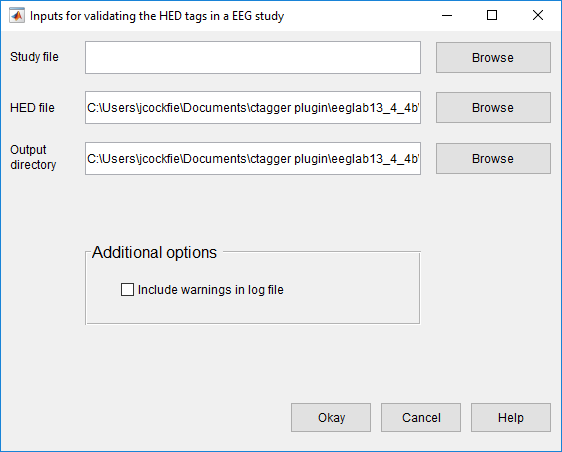 Inputs for validating the HED tags in a EEG study
Study file
Browse
HED file
C:\Users\jcockfie\Documents\ctagger plugin\eeglab13_4_4b\
Browse
Output
directory
C:\Users\jcockfie\Documents\ctagger plugin\eeglab13_4_4b\
Browse
Additional options
Include warnings in log file
Okay
Cancel
Help